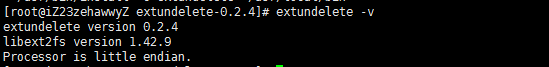 [root@iZ23zehawwyZ extundelete-0.2.4]# extundelete -v
extundelete version 0.2.4
libext2fs version 1.42.9
Processor is little endian.